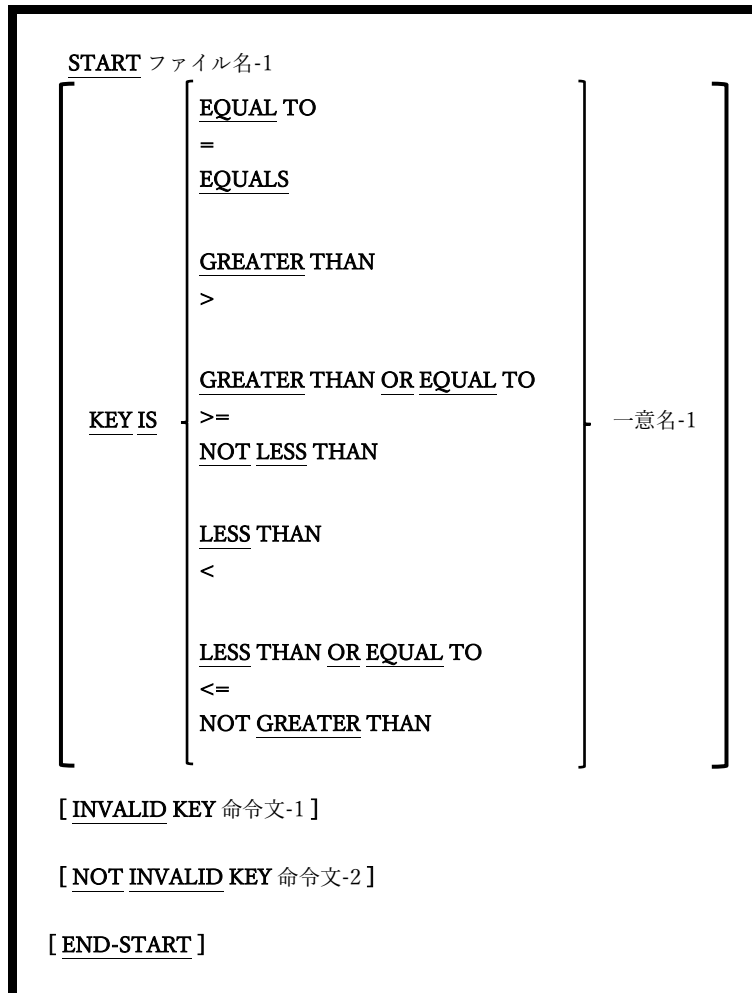 START ファイル名-1
EQUAL TO
=
EQUALS
GREATER THAN
>
GREATER THAN OR EQUAL TO
KEY IS >= 一意名-1
NOT LESS THAN
LESS THAN
<
LESS THAN OR EQUAL TO
<=
NOT GREATER THAN
[ INVALID KEY 命令文-1 ]
[ NOT INVALID KEY 命令文-2 ]
[ END-START ]